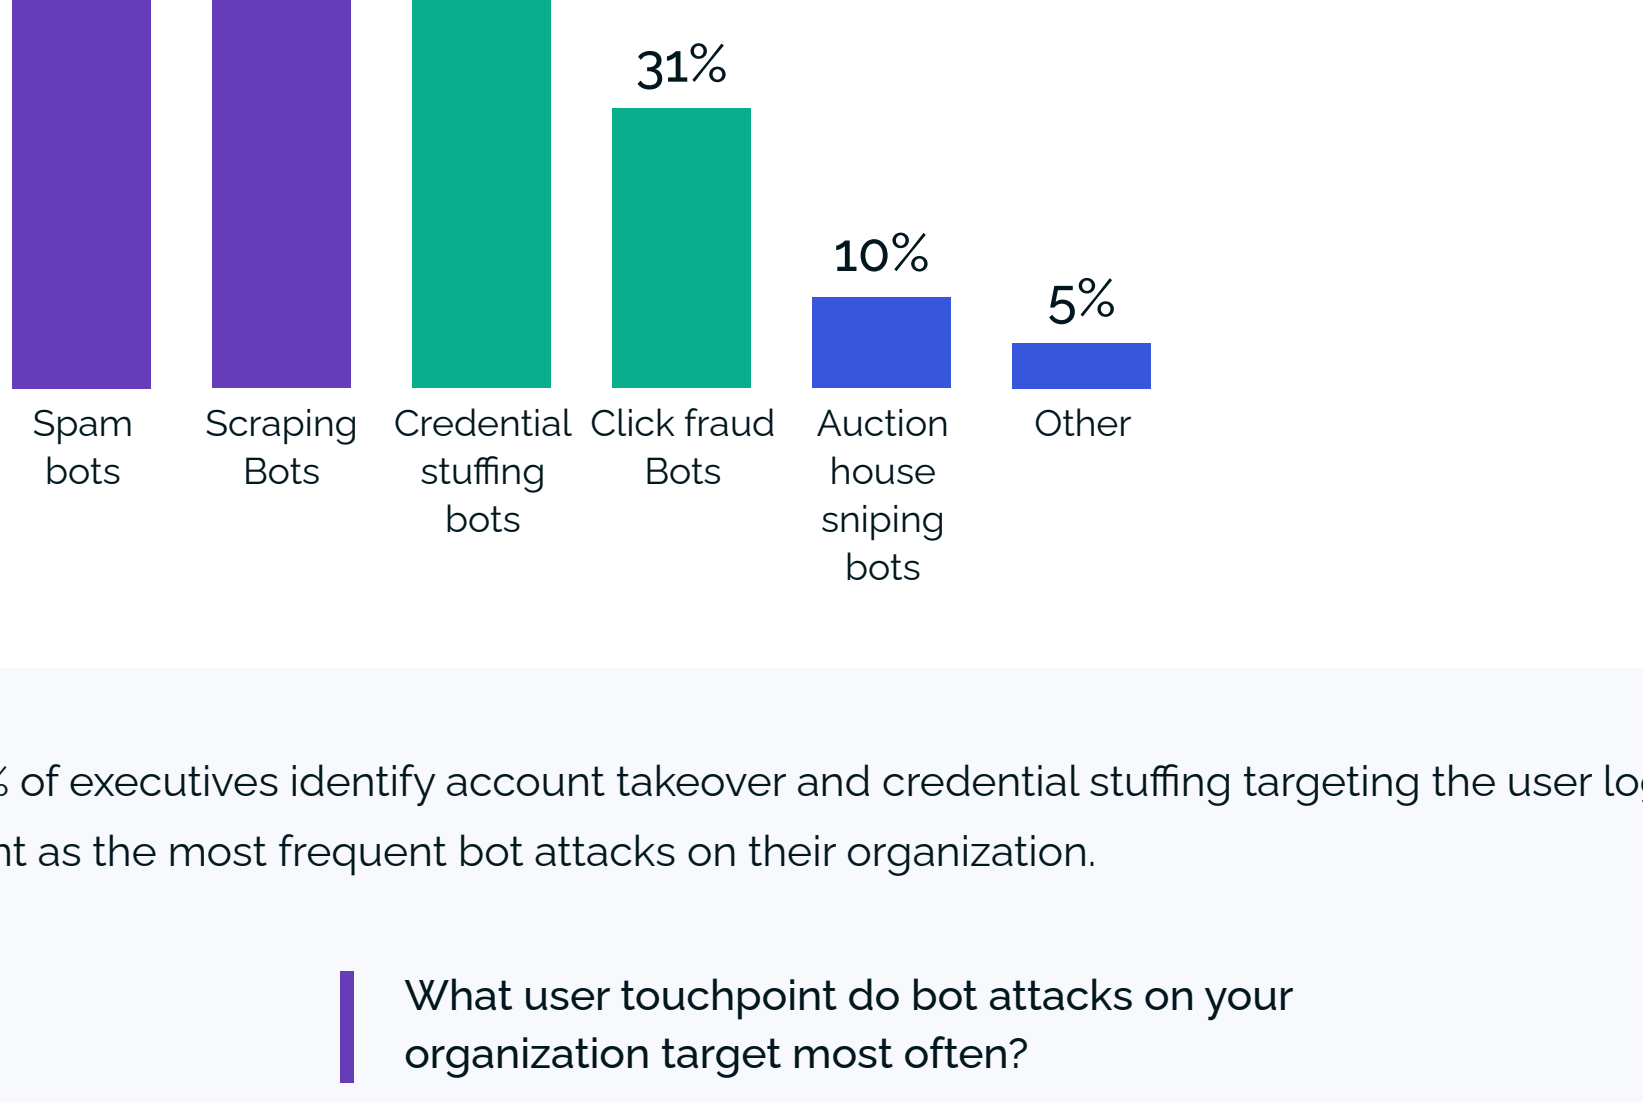 31%
10%
5%
Spam
bots
Scraping
Bots
Credential
stuffing
bots
Click fraud
Bots
Auction
house
sniping
bots
Other
% of executives identify account takeover and credential stuffing targeting the user
as the most frequent bot attacks on their organization.
What user touchpoint do bot attacks on your
organization target most often?